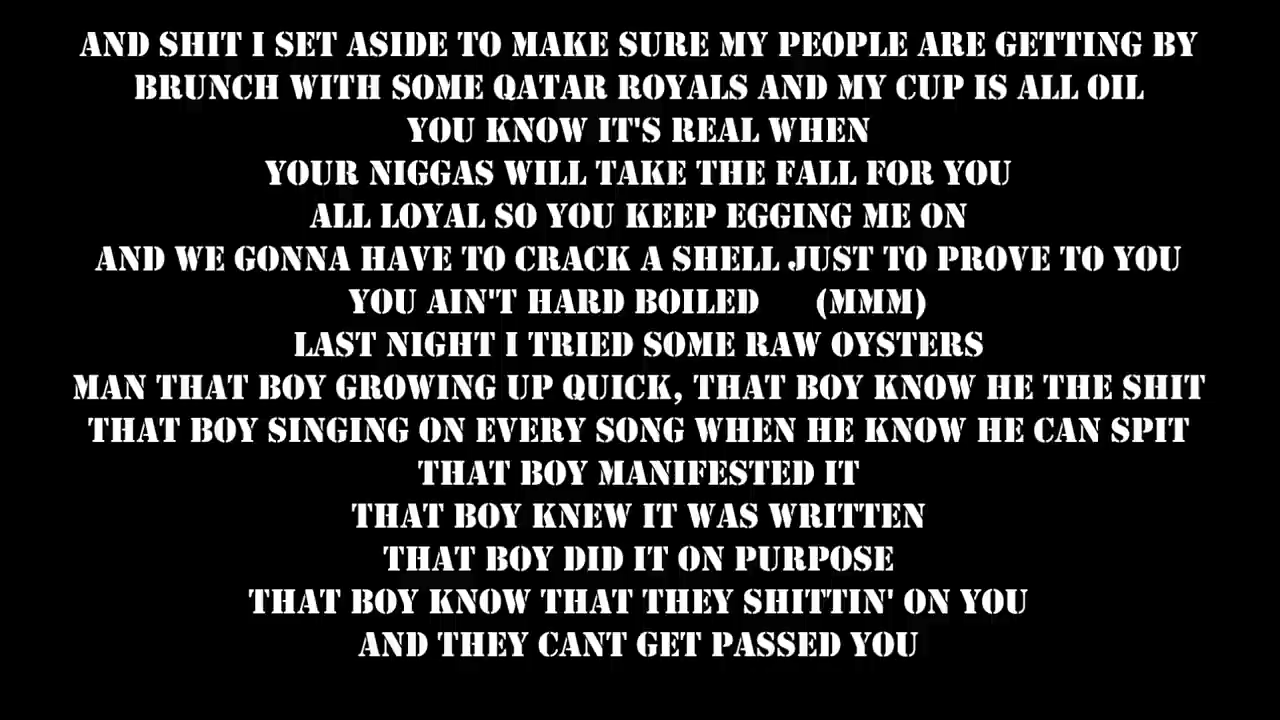 AND SHIT I SET ASIDE TO MAKE SURE MY PEOPLE ARE GETTING BY
BRUNCH WITH SOME QATAR ROYALS AND MY CUP IS ALL OIL
YOU KNOW IT'S REAL WHEN
YOUR NIGGAS WILL TAKE THE FALL FOR YOU
ALL LOYAL SO YOU KEEP EGGING ME ON
AND WE GONNA HAVE TO CRACK A SHELL JUST TO PROVE TO YOU
YOU AIN'T HARD BOILED (MMM)
LAST NIGHT I TRIED SOME RAW OYSTERS
MAN THAT BOY GROWING UP QUICK, THAT BOY KNOW HE THE SHIT
THAT BOY SINGING ON EVERY SONG WHEN HE KNOW HE CAN SPIT
THAT BOY MANIFESTED IT
THAT BOY KNEW IT WAS WRITTEN
THAT BOY DID IT ON PURPOSE
THAT BOY KNOW THAT THEY SHITTIN' ON YOU
AND THEY CANT GET PASSED YOU